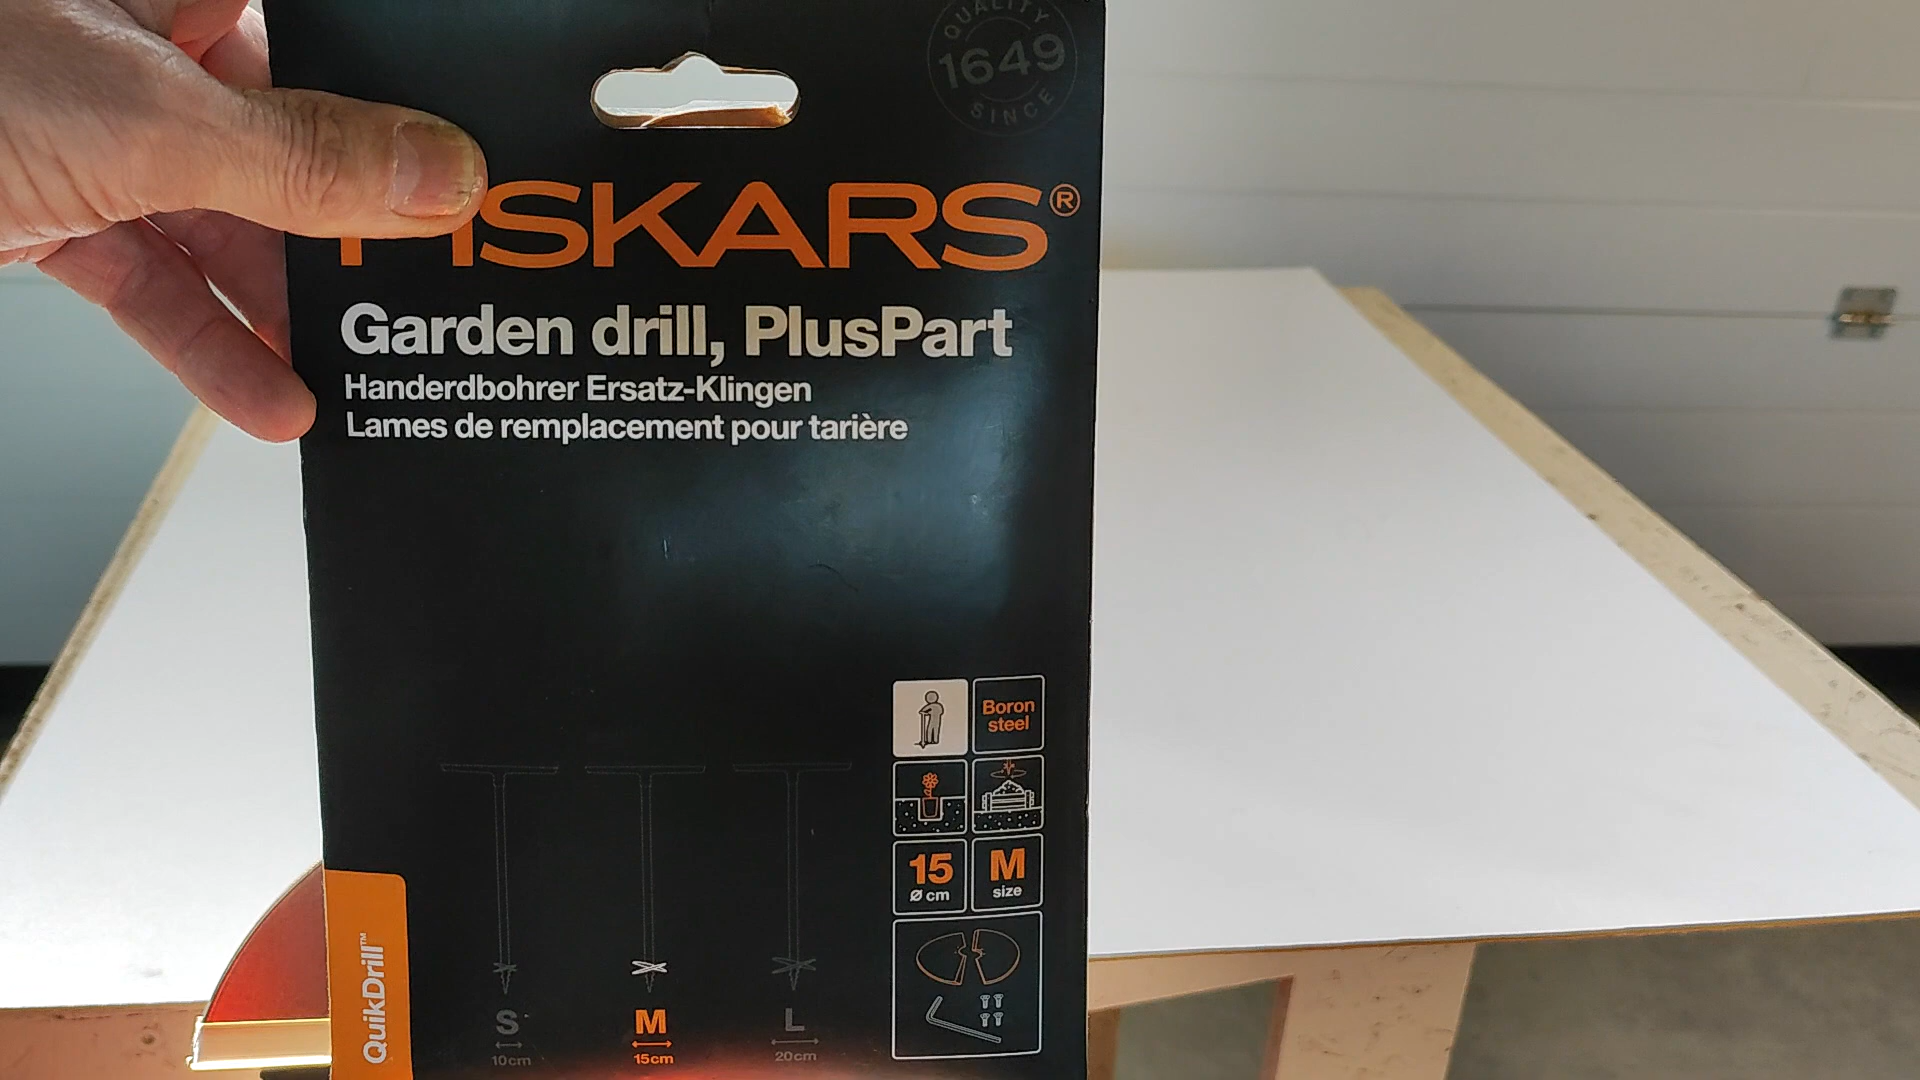 QUALITY
1649
SINCE
FISKARS®
Garden drill, PlusPart
Handerdbohrer Ersatz-Klingen
Lames de remplacement pour tarière
Boron
steel
15
Ø cm
M
size
QuikDrill™
S
10cm
M
15cm
L
20cm